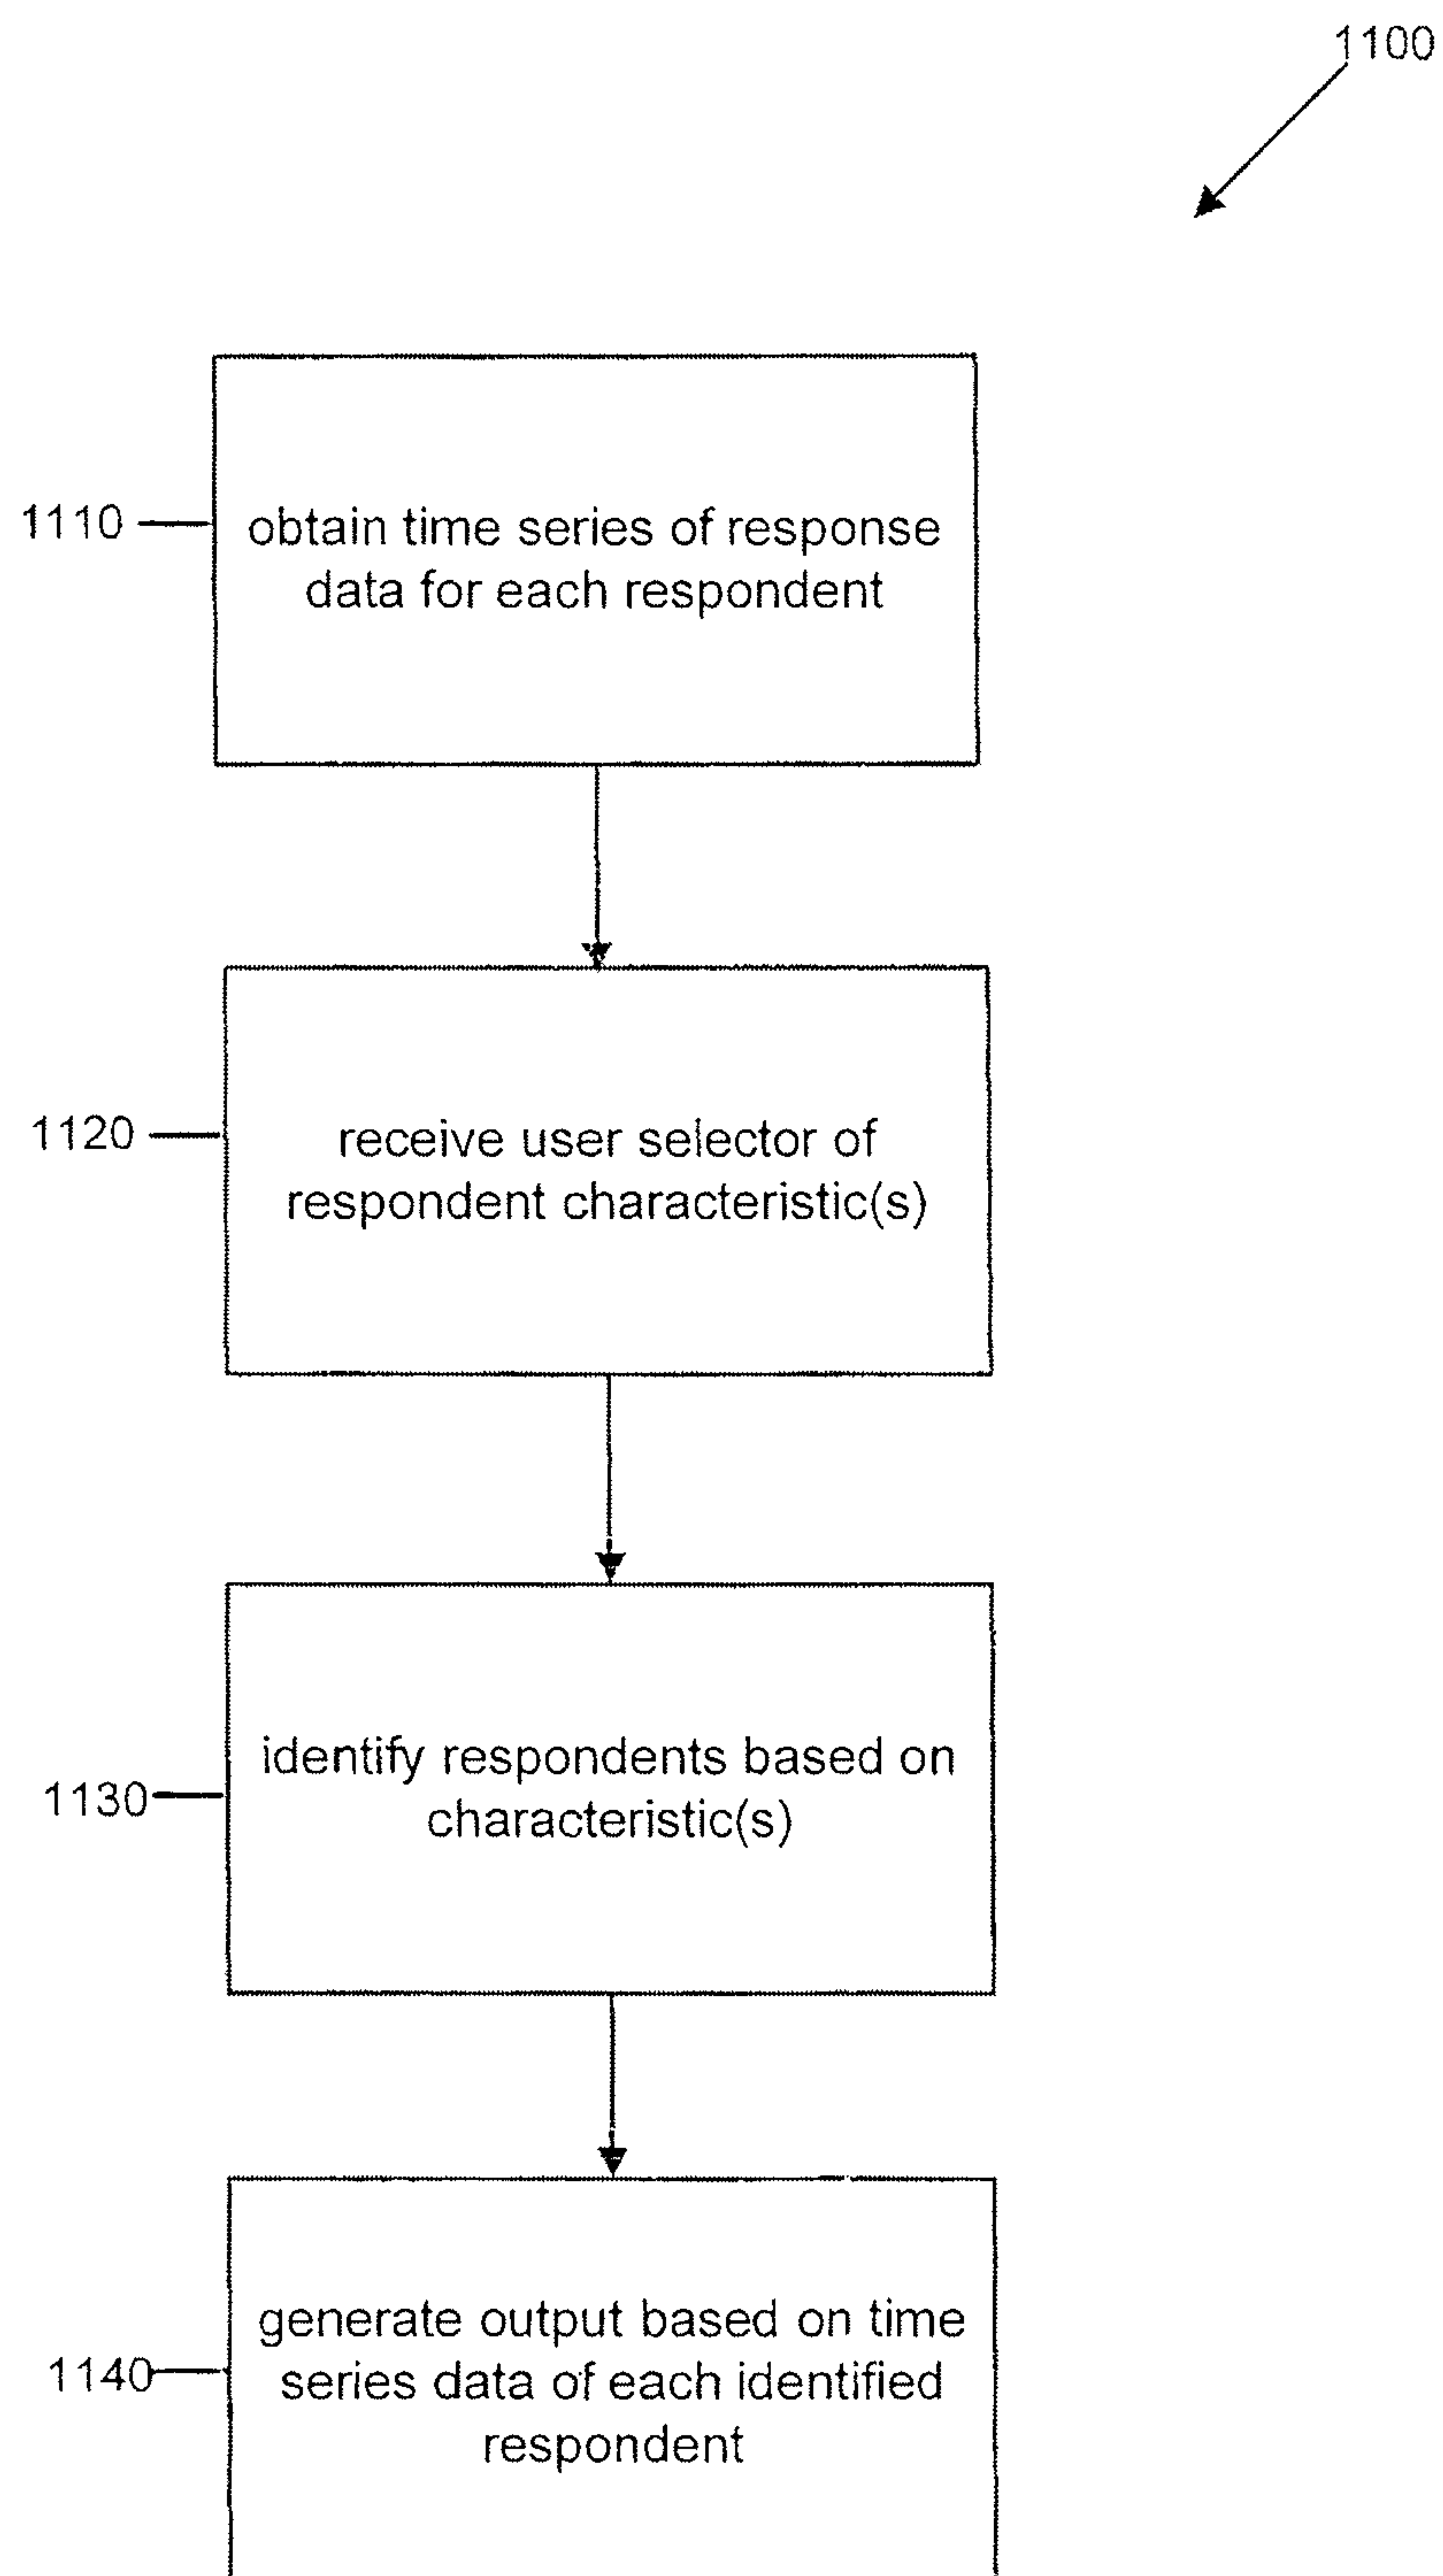 1100
1110
obtain time series of response
data for each respondent
1120
receive user selector of
respondent characteristic(s)
1130
identify respondents based on
characteristic(s)
1140
generate output based on time
series data of each identified
respondent